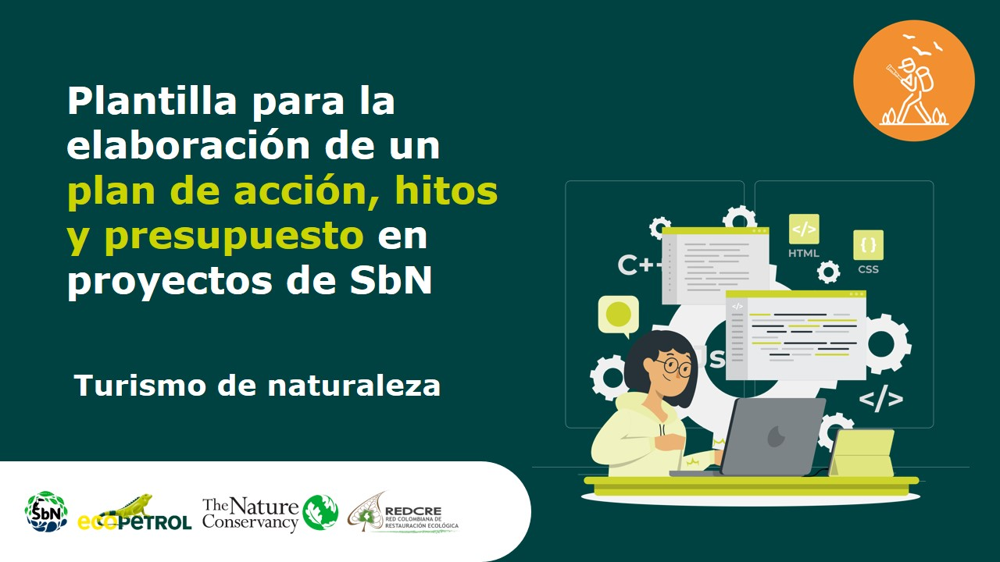 Plantilla para la
elaboración de un
plan de acción, hitos
y presupuesto en
proyectos de SbN
Turismo de naturaleza
C++
</>
HTML
{ }
CSS
</>
JS
</>
SbN
ecoPETROL
The Nature
Conservancy
REDCRE
RED COLOMBIANA DE
RESTAURACIÓN ECOLÓGICA